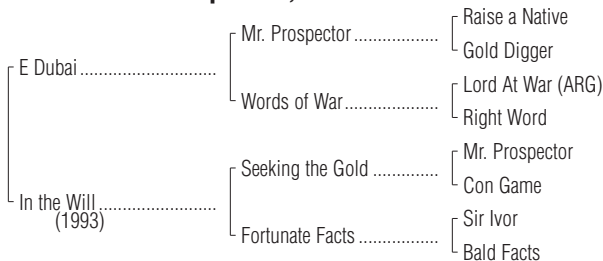 Raise a Native
Mr. Prospector..................
Gold Digger
E Dubai.............................
Lord At War (ARG)
Words of War....................
Right Word
Mr. Prospector
Seeking the Gold ..............
Con Game
In the Will.........................
(1993)
Sir Ivor
Fortunate Facts .................
Bald Facts